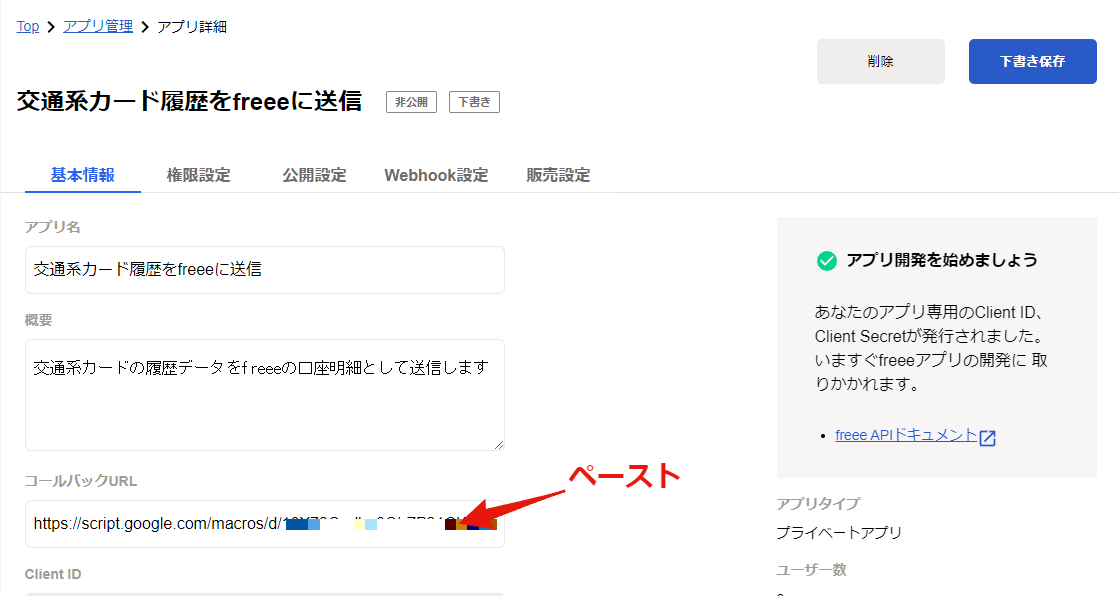 Top > アプリ管理 > アプリ詳細
削除
下書き保存
交通系カード履歴をfreeeに送信
非公開
下書き
基本情報
権限設定
公開設定
Webhook設定
販売設定
アプリ名
交通系カード履歴をfreeeに送信
概要
交通系カードの履歴データをfreeeの口座明細として送信します
コールバックURL
https://script.google.com/macros/d/
ペースト
Client ID
アプリ開発を始めましょう
あなたのアプリ専用のClient ID、
Client Secretが発行されました。
いますぐfreeeアプリの開発に 取
りかかれます。
• freee APIドキュメント
アプリタイプ
プライベートアプリ
ユーザー数